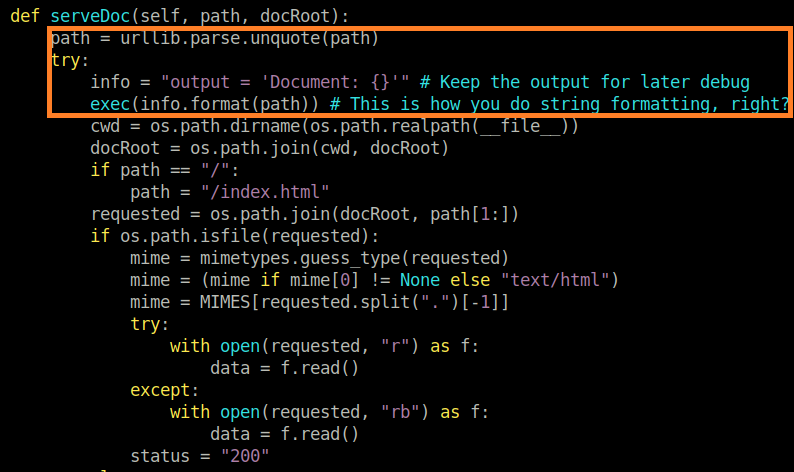 def serveDoc(self, path, docRoot):
    path = urllib.parse.unquote(path)
    try:
        info = "output = 'Document: {}'" # Keep the output for later debug
        exec(info.format(path)) # This is how you do string formatting, right?
        cwd = os.path.dirname(os.path.realpath(__file__))
        docRoot = os.path.join(cwd, docRoot)
        if path == "/":
            path = "/index.html"
        requested = os.path.join(docRoot, path[1:])
        if os.path.isfile(requested):
            mime = mimetypes.guess_type(requested)
            mime = (mime if mime[0] != None else "text/html")
            mime = MIMES[requested.split(".")[-1]]
            try:
                with open(requested, "r") as f:
                    data = f.read()
            except:
                with open(requested, "rb") as f:
                    data = f.read()
            status = "200"